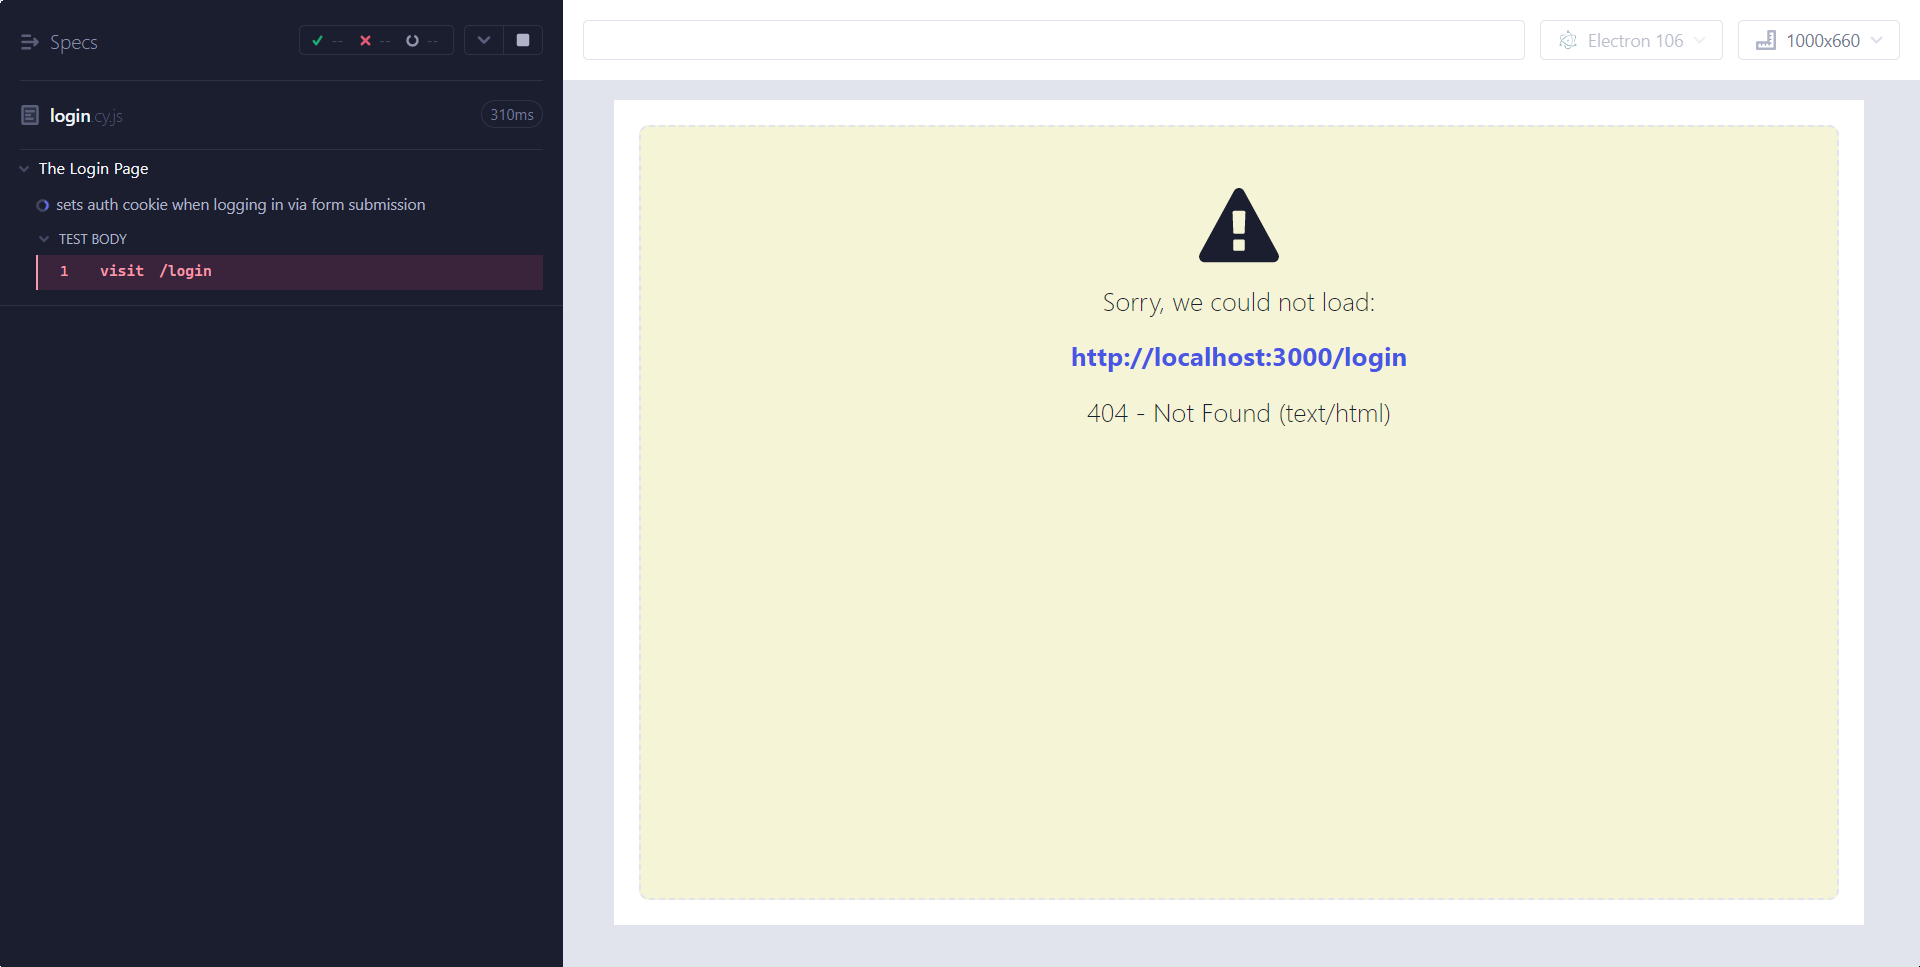 Specs
-- -- --
login.cy.js
310ms
The Login Page
sets auth cookie when logging in via form submission
TEST BODY
1 visit /login
Electron 106
1000x660
Sorry, we could not load:
http://localhost:3000/login
404 - Not Found (text/html)